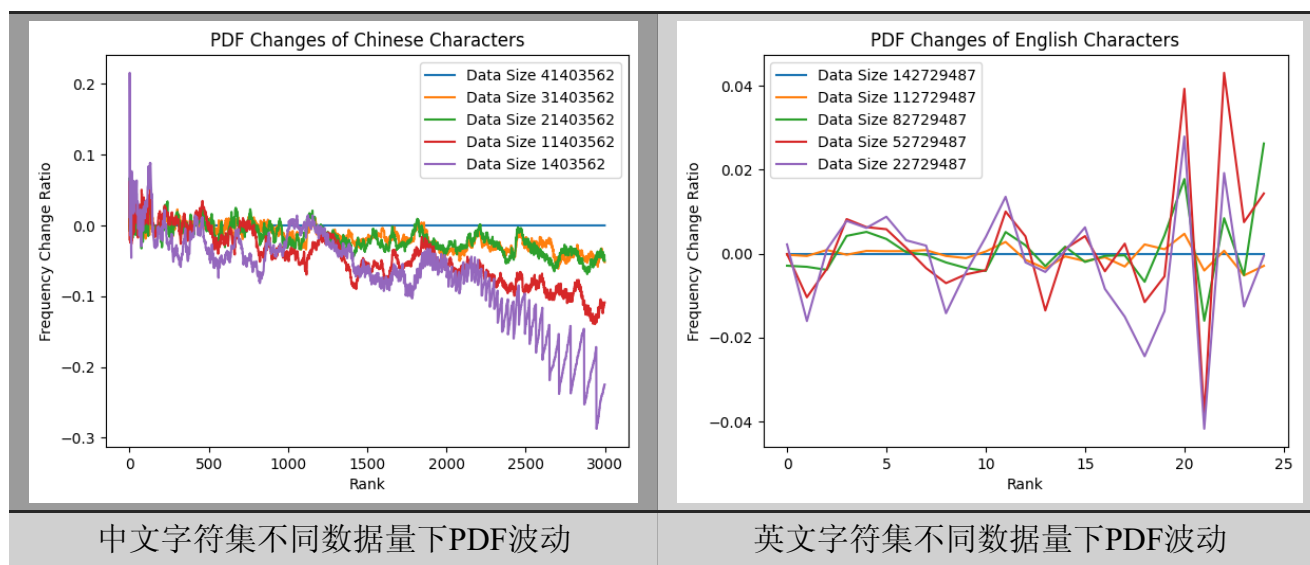 PDF Changes of Chinese Characters
Frequency Change Ratio
0.2
0.1
0.0
−0.1
−0.2
−0.3
Data Size 41403562
Data Size 31403562
Data Size 21403562
Data Size 11403562
Data Size 1403562
0 500 1000 1500 2000 2500 3000
Rank
中文字符集不同数据量下PDF波动
PDF Changes of English Characters
Frequency Change Ratio
0.04
0.02
0.00
−0.02
−0.04
Data Size 142729487
Data Size 112729487
Data Size 82729487
Data Size 52729487
Data Size 22729487
0 5 10 15 20 25
Rank
英文字符集不同数据量下PDF波动